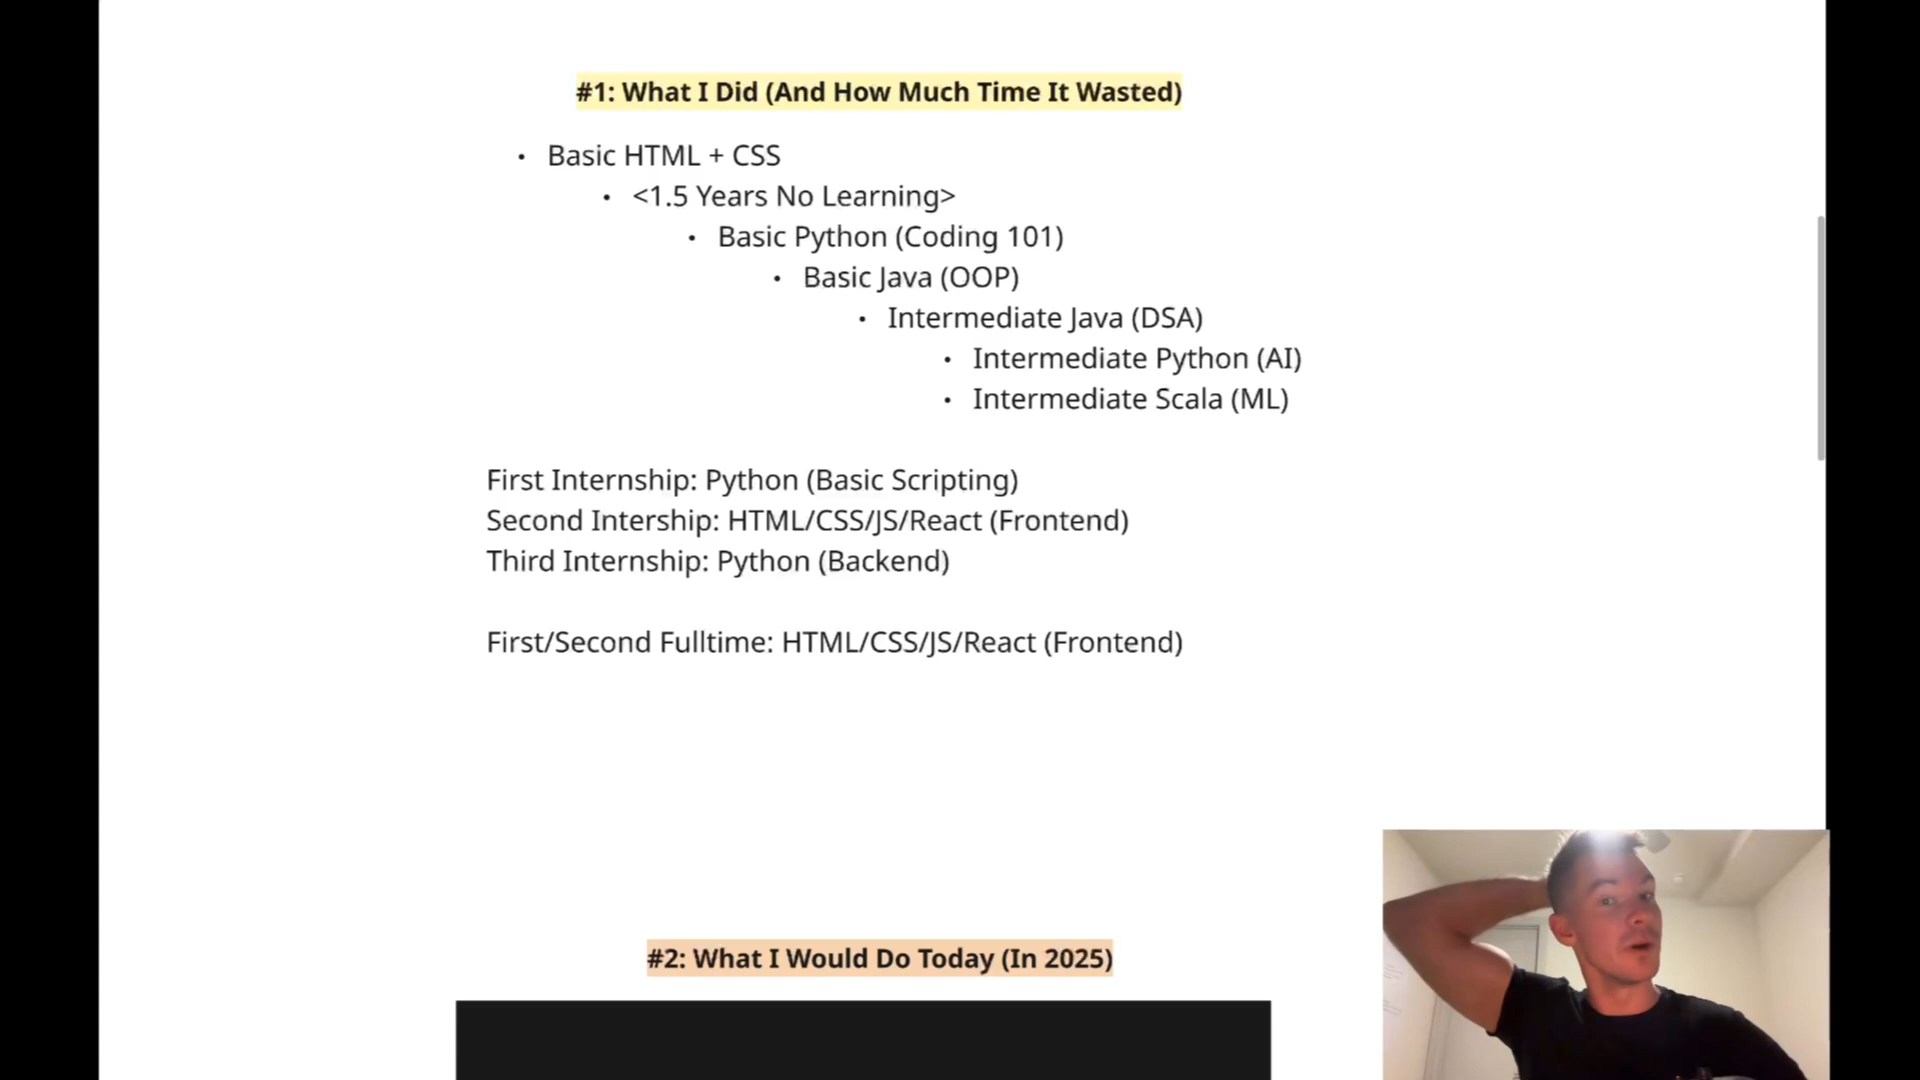 #1: What I Did (And How Much Time It Wasted)
• Basic HTML + CSS
• <1.5 Years No Learning>
• Basic Python (Coding 101)
• Basic Java (OOP)
• Intermediate Java (DSA)
• Intermediate Python (AI)
• Intermediate Scala (ML)
First Internship: Python (Basic Scripting)
Second Intership: HTML/CSS/JS/React (Frontend)
Third Internship: Python (Backend)
First/Second Fulltime: HTML/CSS/JS/React (Frontend)
#2: What I Would Do Today (In 2025)